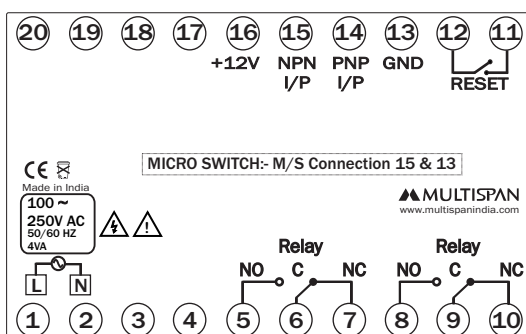 20 19 18 17 16 15 14 13 12 11
+12V NPN PNP GND
I/P I/P RESET
MICRO SWITCH:- M/S Connection 15 & 13
CE
Made in India
100 ~
250V AC
50/60 HZ
4VA
L N
MULTISPAN
www.multispanindia.com
Relay Relay
NO C NC NO C NC
1 2 3 4 5 6 7 8 9 10